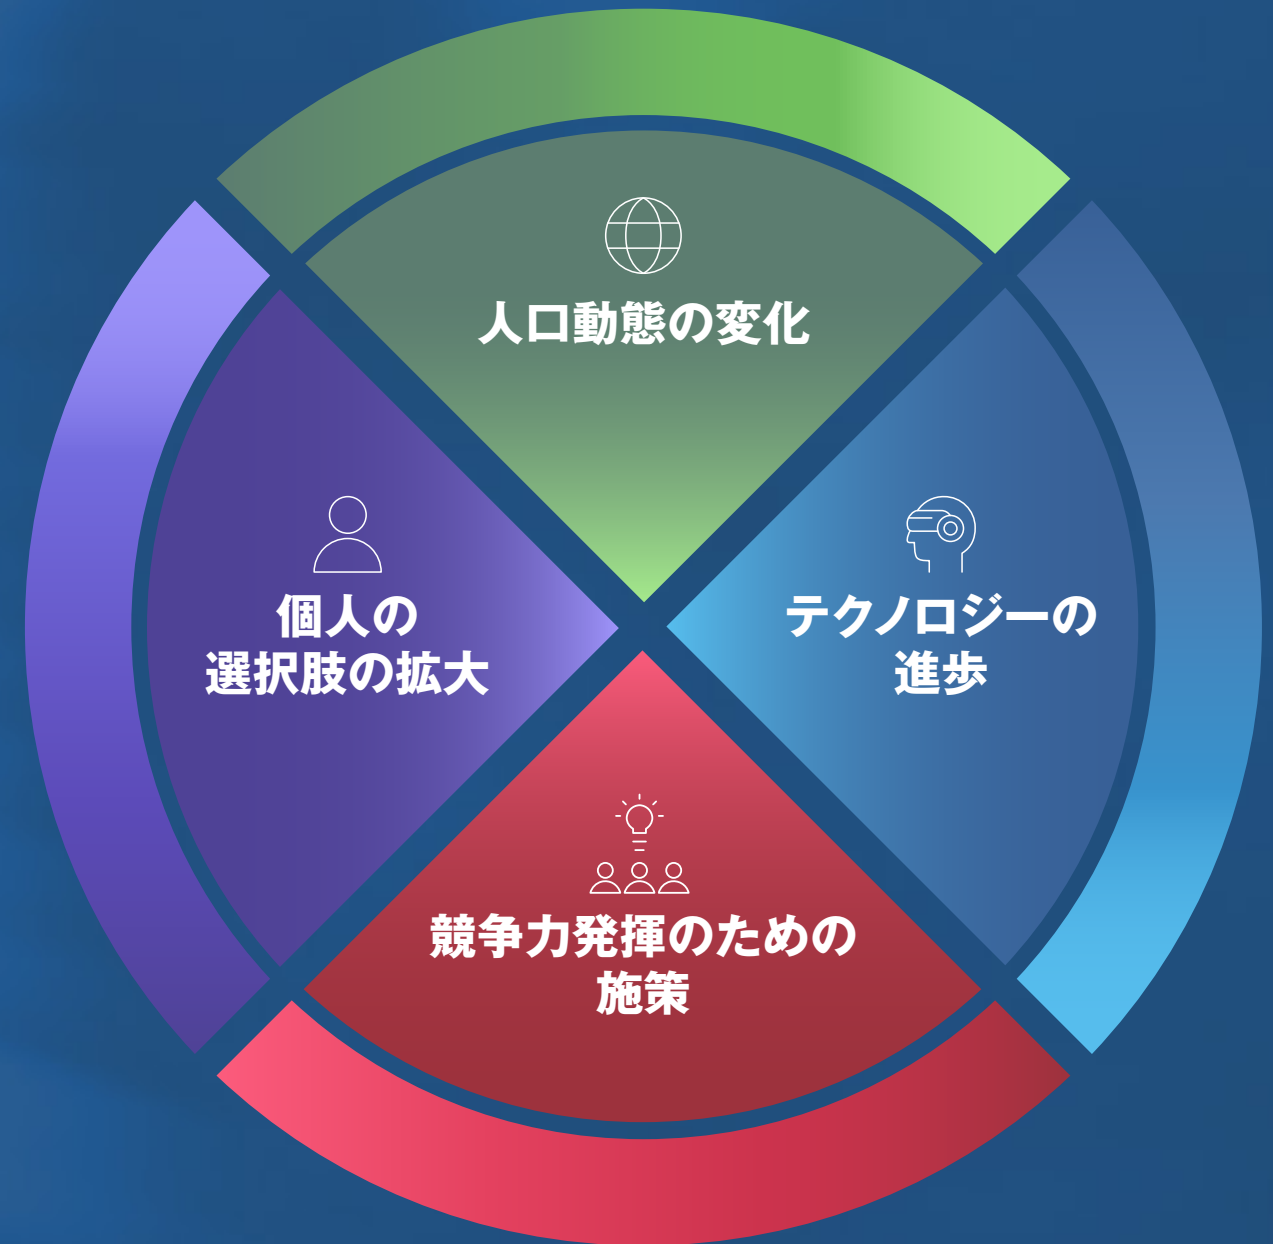 人口動態の変化
個人の
選択肢の拡大
テクノロジーの
進歩
競争力発揮のための
施策